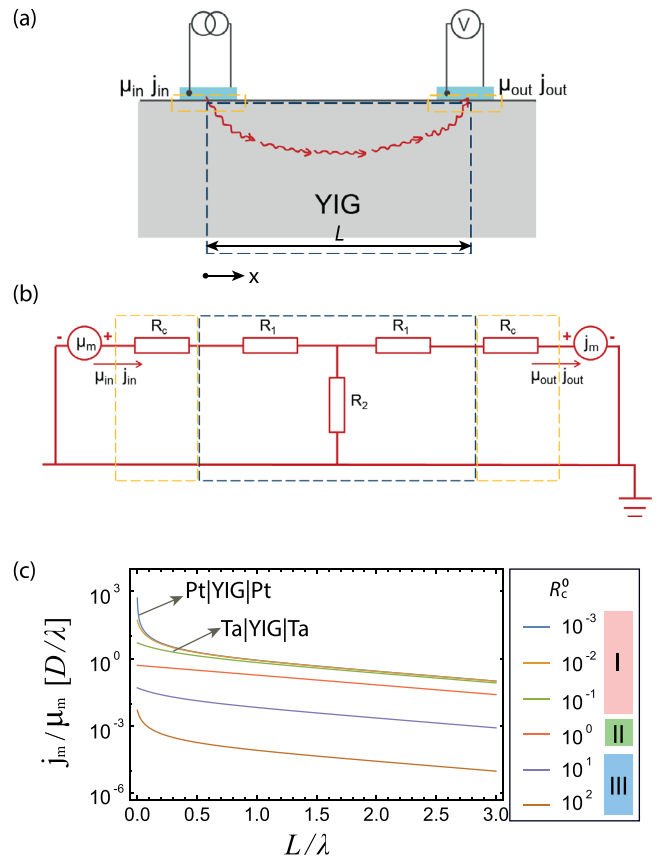 (a)
V
μin jin
μout jout
YIG
L
x
(b)
- μm +
Rc
R1
R1
Rc
+ jm -
μin jin
R2
μout jout
(c)
jm / μm [D/λ]
10^3
10^0
10^-3
10^-6
Pt|YIG|Pt
Ta|YIG|Ta
0.0 0.5 1.0 1.5 2.0 2.5 3.0
L/λ
Rc^0
10^-3
10^-2 I
10^-1
10^0 II
10^1
10^2 III